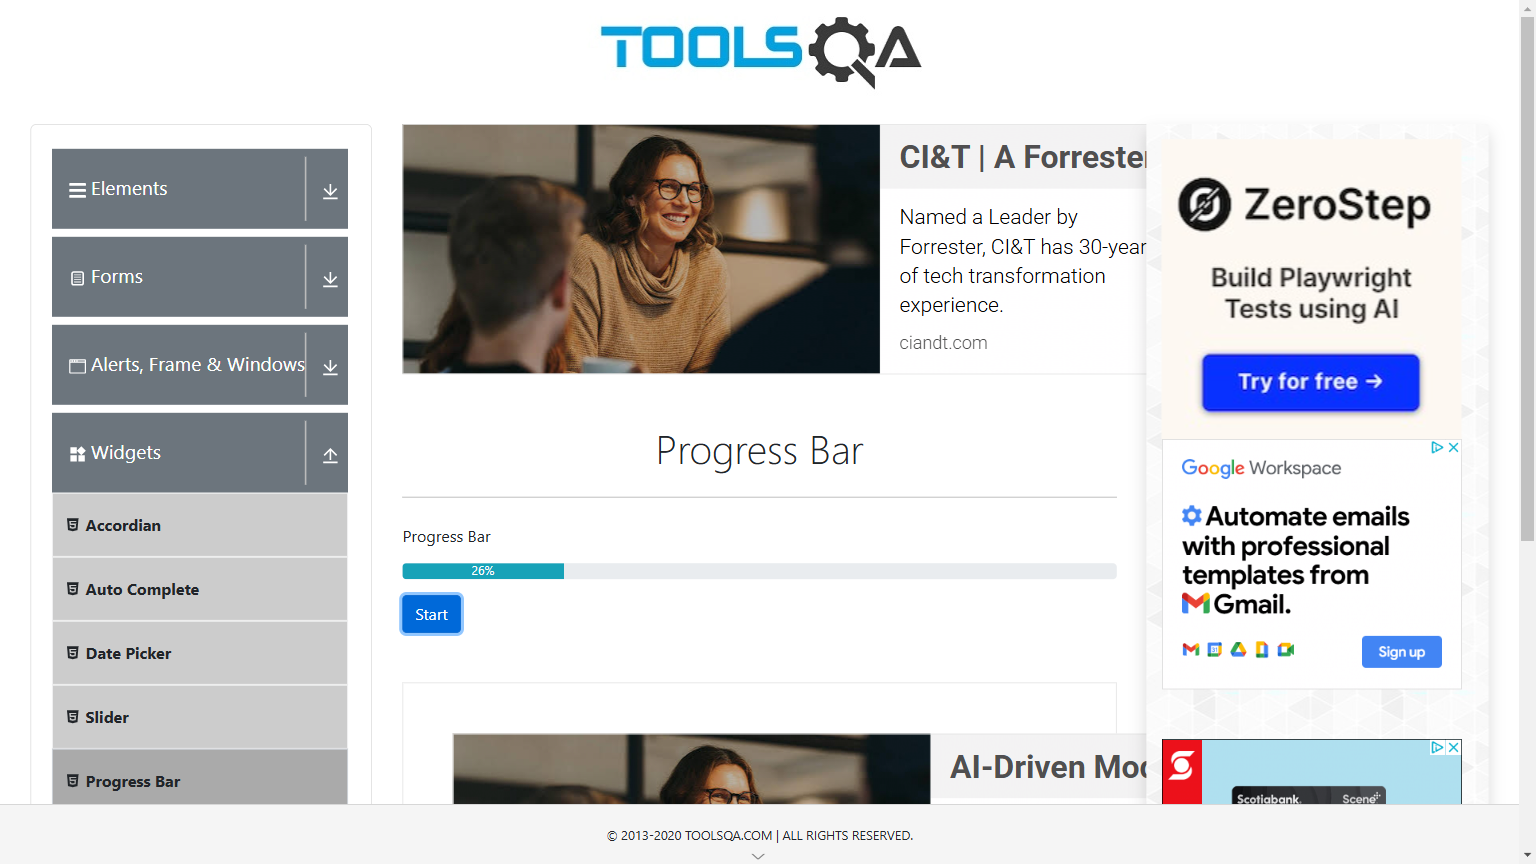 TOOLSQA
Elements
Forms
Alerts, Frame & Windows
Widgets
Accordian
Auto Complete
Date Picker
Slider
Progress Bar
CI&T | A Forrester
Named a Leader by
Forrester, CI&T has 30-year
of tech transformation
experience.
ciandt.com
Progress Bar
Progress Bar
26%
Start
AI-Driven Mod
ZeroStep
Build Playwright
Tests using AI
Try for free →
Google Workspace
Automate emails
with professional
templates from
Gmail.
Sign up
Scotiabank
Scene+
© 2013-2020 TOOLSQA.COM | ALL RIGHTS RESERVED.